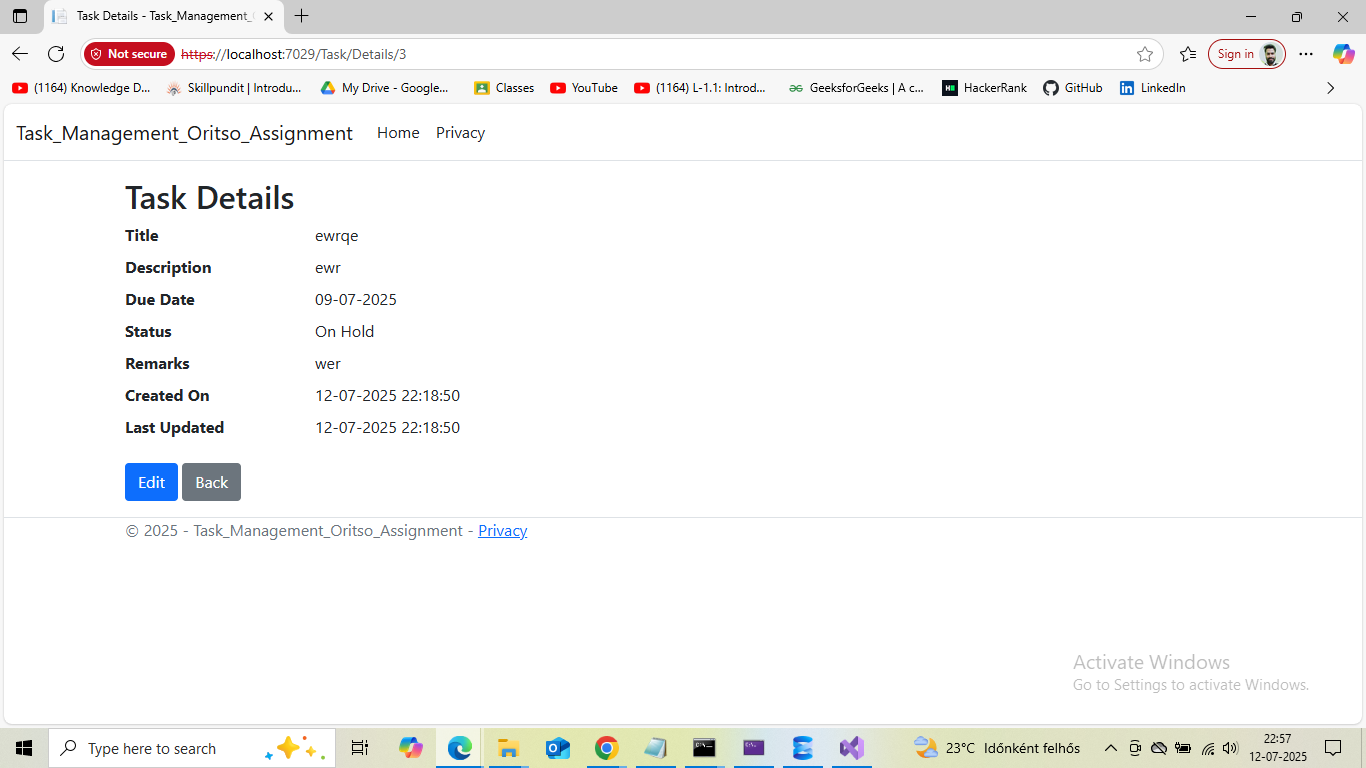 Task Details - Task_Management_
Not secure https://localhost:7029/Task/Details/3 Sign in
(1164) Knowledge D... Skillpundit | Introdu... My Drive - Google... Classes YouTube (1164) L-1.1: Introd... GeeksforGeeks | A c... HackerRank GitHub LinkedIn
Task_Management_Oritso_Assignment Home Privacy
Task Details
Title ewrqe
Description ewr
Due Date 09-07-2025
Status On Hold
Remarks wer
Created On 12-07-2025 22:18:50
Last Updated 12-07-2025 22:18:50
Edit Back
© 2025 - Task_Management_Oritso_Assignment - Privacy
Activate Windows
Go to Settings to activate Windows.
Type here to search 23°C Időnként felhős 22:57
12-07-2025